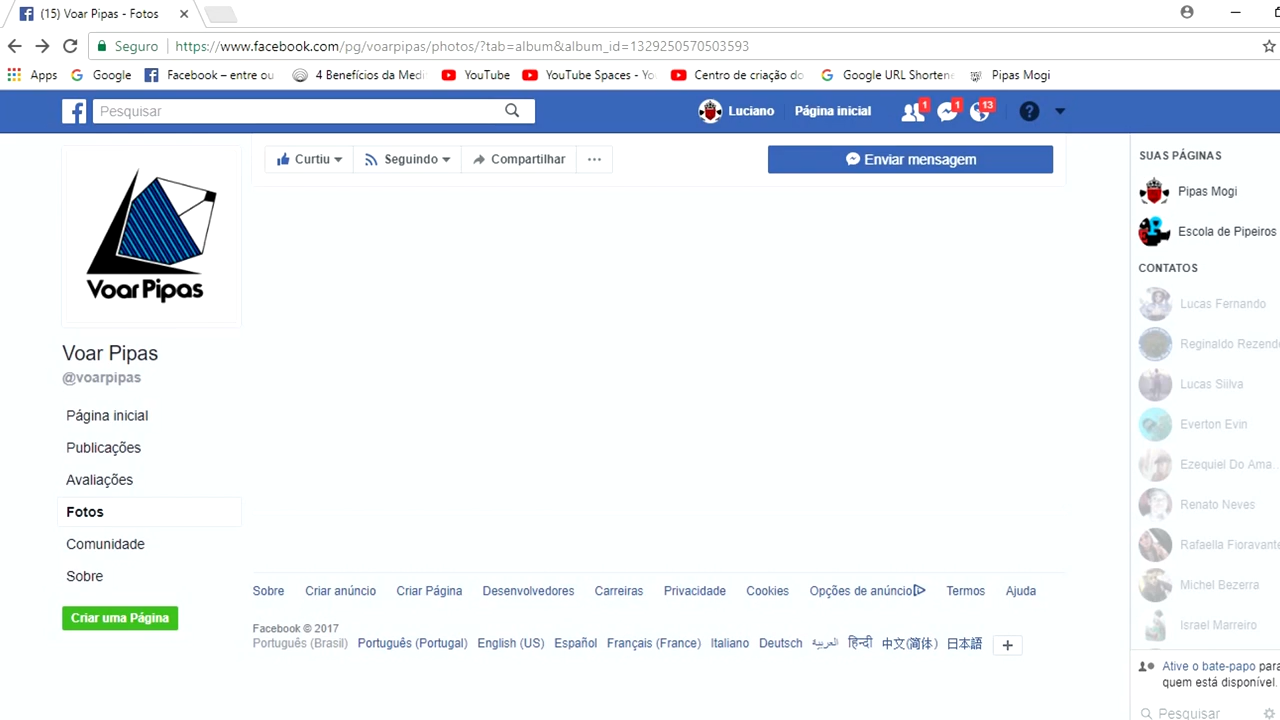 (15) Voar Pipas - Fotos
Seguro https://www.facebook.com/pg/voarpipas/photos/?tab=album&album_id=1329250570503593
Apps Google Facebook – entre ou 4 Benefícios da Medi YouTube YouTube Spaces - Yo Centro de criação do Google URL Shortene Pipas Mogi
Pesquisar Luciano Página inicial 1 1 13
Curtiu Seguindo Compartilhar ... Enviar mensagem
SUAS PÁGINAS
Pipas Mogi
Escola de Pipeiros
CONTATOS
Lucas Fernando
Reginaldo Rezende
Lucas Siilva
Everton Evin
Ezequiel Do Ama...
Renato Neves
Rafaella Fioravante
Michel Bezerra
Israel Marreiro
Ative o bate-papo para
quem está disponível.
Pesquisar
Voar Pipas
Voar Pipas
@voarpipas
Página inicial
Publicações
Avaliações
Fotos
Comunidade
Sobre
Criar uma Página
Sobre Criar anúncio Criar Página Desenvolvedores Carreiras Privacidade Cookies Opções de anúncio Termos Ajuda
Facebook © 2017
Português (Brasil) Português (Portugal) English (US) Español Français (France) Italiano Deutsch العربية हिन्दी 中文(简体) 日本語 +